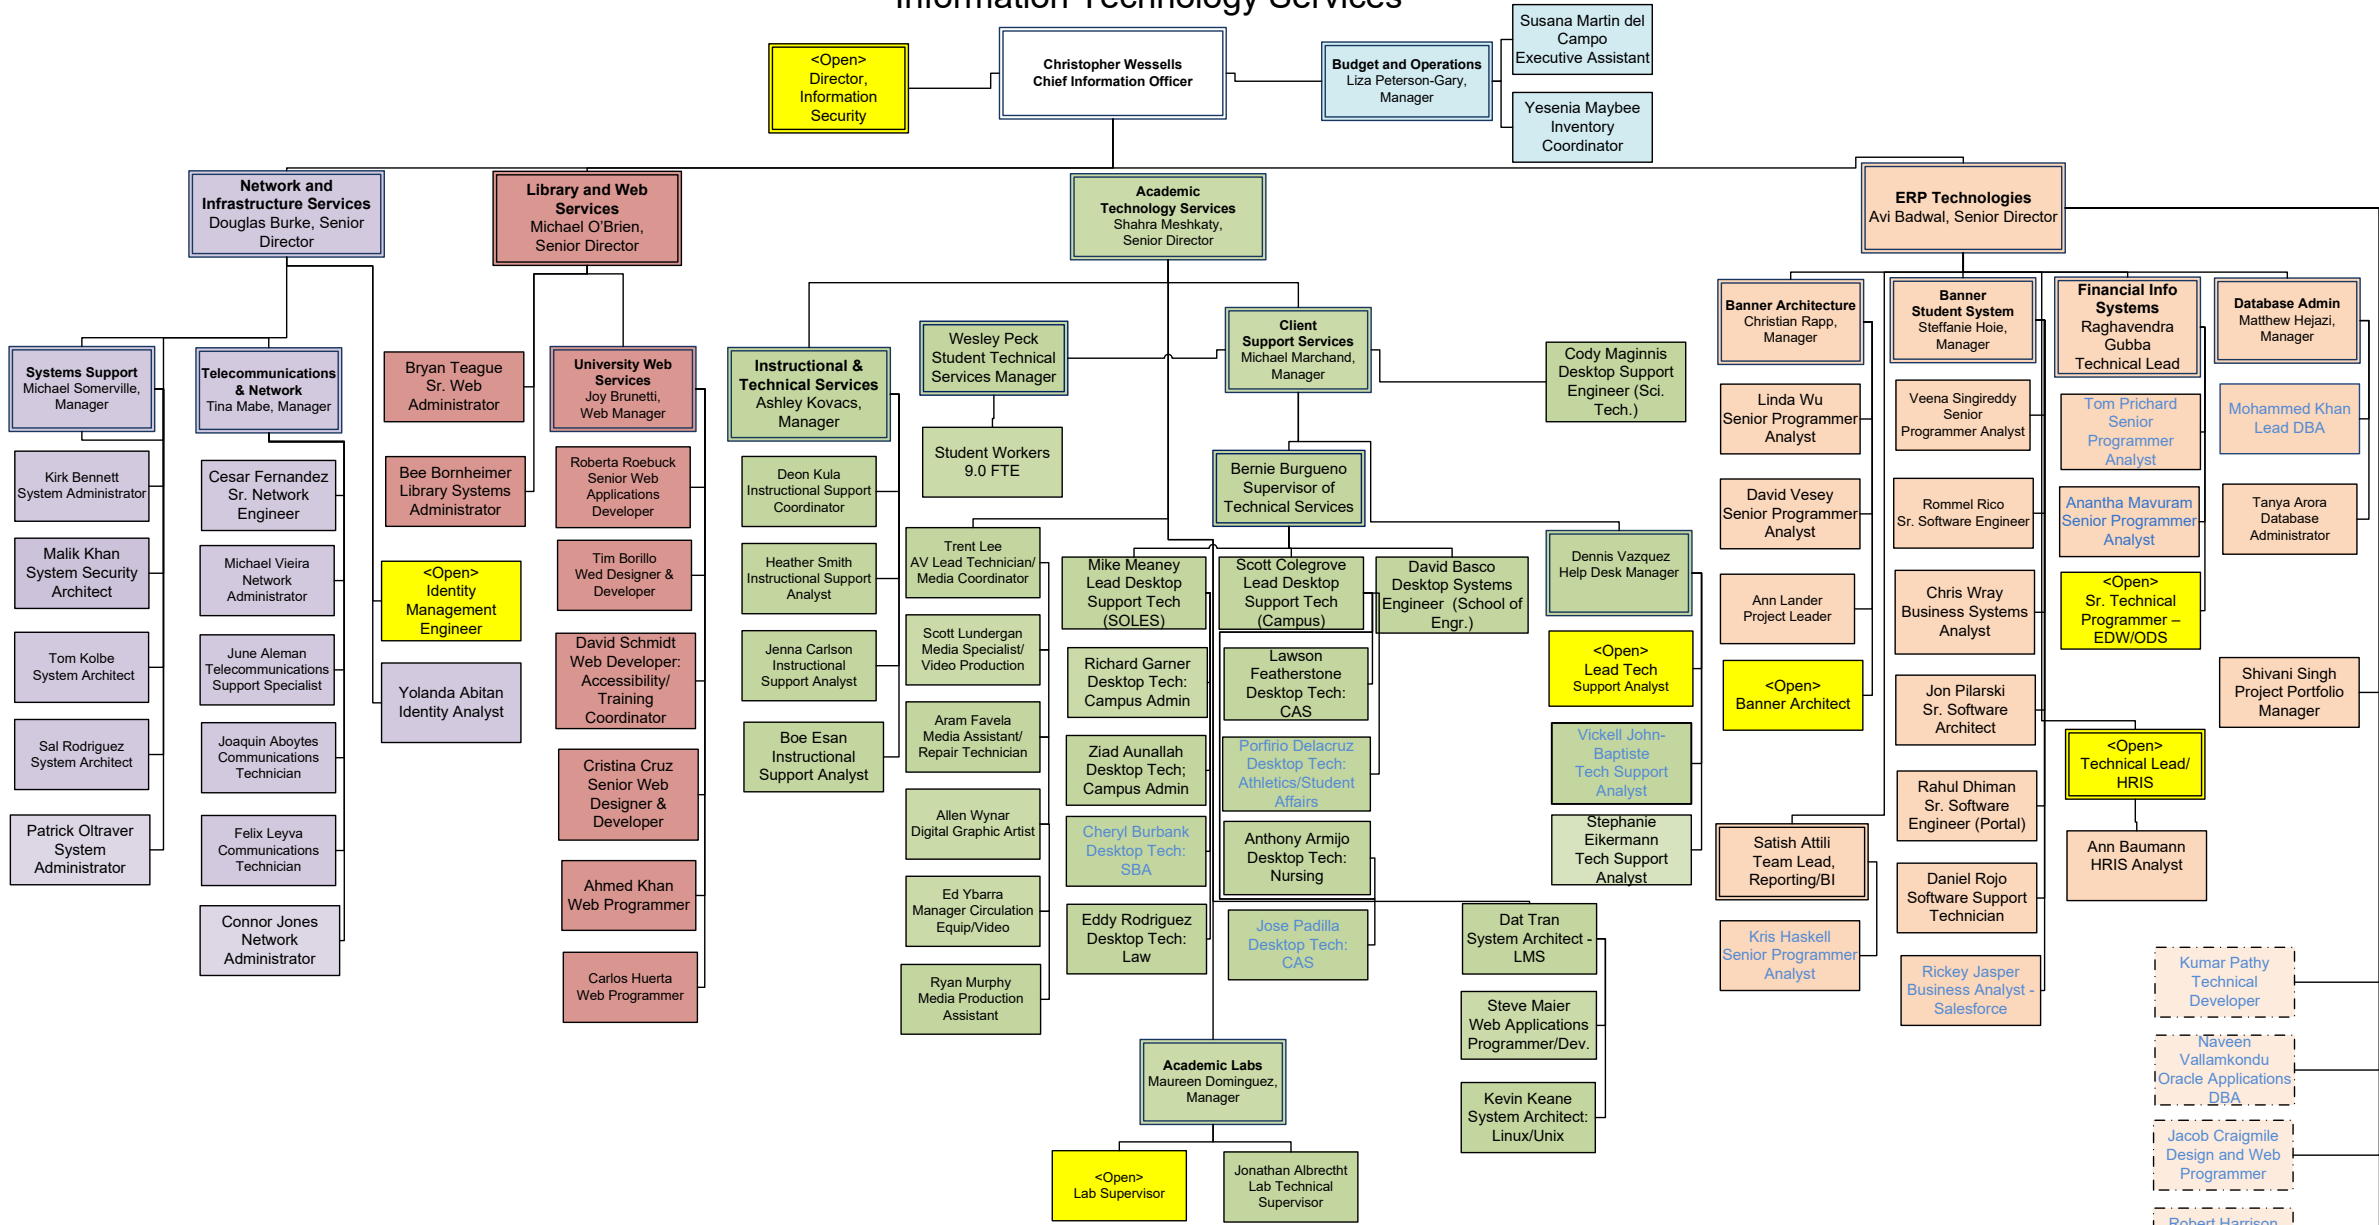 Information Technology Services
<Open>
Director,
Information
Security
Christopher Wessells
Chief Information Officer
Budget and Operations
Liza Peterson-Gary,
Manager
Susana Martin del
Campo
Executive Assistant
Yesenia Maybee
Inventory
Coordinator
Network and
Infrastructure Services
Douglas Burke, Senior
Director
Library and Web
Services
Michael O'Brien,
Senior Director
Academic
Technology Services
Shahra Meshkaty,
Senior Director
ERP Technologies
Avi Badwal, Senior Director
Systems Support
Michael Somerville,
Manager
Kirk Bennett
System Administrator
Malik Khan
System Security
Architect
Tom Kolbe
System Architect
Sal Rodriguez
System Architect
Patrick Oltraver
System
Administrator
Telecommunications
& Network
Tina Mabe, Manager
Cesar Fernandez
Sr. Network
Engineer
Michael Vieira
Network
Administrator
June Aleman
Telecommunications
Support Specialist
Joaquin Aboytes
Communications
Technician
Felix Leyva
Communications
Technician
Connor Jones
Network
Administrator
<Open>
Identity
Management
Engineer
Yolanda Abitan
Identity Analyst
Bryan Teague
Sr. Web
Administrator
Bee Bornheimer
Library Systems
Administrator
University Web
Services
Joy Brunetti,
Web Manager
Roberta Roebuck
Senior Web
Applications
Developer
Tim Borillo
Wed Designer &
Developer
David Schmidt
Web Developer:
Accessibility/
Training
Coordinator
Cristina Cruz
Senior Web
Designer &
Developer
Ahmed Khan
Web Programmer
Carlos Huerta
Web Programmer
Instructional &
Technical Services
Ashley Kovacs,
Manager
Deon Kula
Instructional Support
Coordinator
Heather Smith
Instructional Support
Analyst
Jenna Carlson
Instructional
Support Analyst
Boe Esan
Instructional
Support Analyst
Wesley Peck
Student Technical
Services Manager
Student Workers
9.0 FTE
Trent Lee
AV Lead Technician/
Media Coordinator
Scott Lundergan
Media Specialist/
Video Production
Aram Favela
Media Assistant/
Repair Technician
Allen Wynar
Digital Graphic Artist
Ed Ybarra
Manager Circulation
Equip/Video
Ryan Murphy
Media Production
Assistant
Client
Support Services
Michael Marchand,
Manager
Cody Maginnis
Desktop Support
Engineer (Sci.
Tech.)
Bernie Burgueno
Supervisor of
Technical Services
Mike Meaney
Lead Desktop
Support Tech
(SOLES)
Richard Garner
Desktop Tech:
Campus Admin
Ziad Aunallah
Desktop Tech;
Campus Admin
Cheryl Burbank
Desktop Tech:
SBA
Eddy Rodriguez
Desktop Tech:
Law
Scott Colegrove
Lead Desktop
Support Tech
(Campus)
Lawson
Featherstone
Desktop Tech:
CAS
Porfirio Delacruz
Desktop Tech:
Athletics/Student
Affairs
Anthony Armijo
Desktop Tech:
Nursing
Jose Padilla
Desktop Tech:
CAS
David Basco
Desktop Systems
Engineer (School of
Engr.)
Dennis Vazquez
Help Desk Manager
<Open>
Lead Tech
Support Analyst
Vickell John-
Baptiste
Tech Support
Analyst
Stephanie
Eikermann
Tech Support
Analyst
Dat Tran
System Architect -
LMS
Steve Maier
Web Applications
Programmer/Dev.
Kevin Keane
System Architect:
Linux/Unix
Academic Labs
Maureen Dominguez,
Manager
<Open>
Lab Supervisor
Jonathan Albrecht
Lab Technical
Supervisor
Banner Architecture
Christian Rapp,
Manager
Linda Wu
Senior Programmer
Analyst
David Vesey
Senior Programmer
Analyst
Ann Lander
Project Leader
<Open>
Banner Architect
Satish Attili
Team Lead,
Reporting/BI
Kris Haskell
Senior Programmer
Analyst
Banner
Student System
Steffanie Hoie,
Manager
Veena Singireddy
Senior
Programmer Analyst
Rommel Rico
Sr. Software Engineer
Chris Wray
Business Systems
Analyst
Jon Pilarski
Sr. Software
Architect
Rahul Dhiman
Sr. Software
Engineer (Portal)
Daniel Rojo
Software Support
Technician
Rickey Jasper
Business Analyst -
Salesforce
Financial Info
Systems
Raghavendra
Gubba
Technical Lead
Tom Prichard
Senior
Programmer
Analyst
Anantha Mavuram
Senior Programmer
Analyst
<Open>
Sr. Technical
Programmer –
EDW/ODS
<Open>
Technical Lead/
HRIS
Ann Baumann
HRIS Analyst
Database Admin
Matthew Hejazi,
Manager
Mohammed Khan
Lead DBA
Tanya Arora
Database
Administrator
Shivani Singh
Project Portfolio
Manager
Kumar Pathy
Technical
Developer
Naveen
Vallamkondu
Oracle Applications
DBA
Jacob Craigmile
Design and Web
Programmer
Robert Harrison